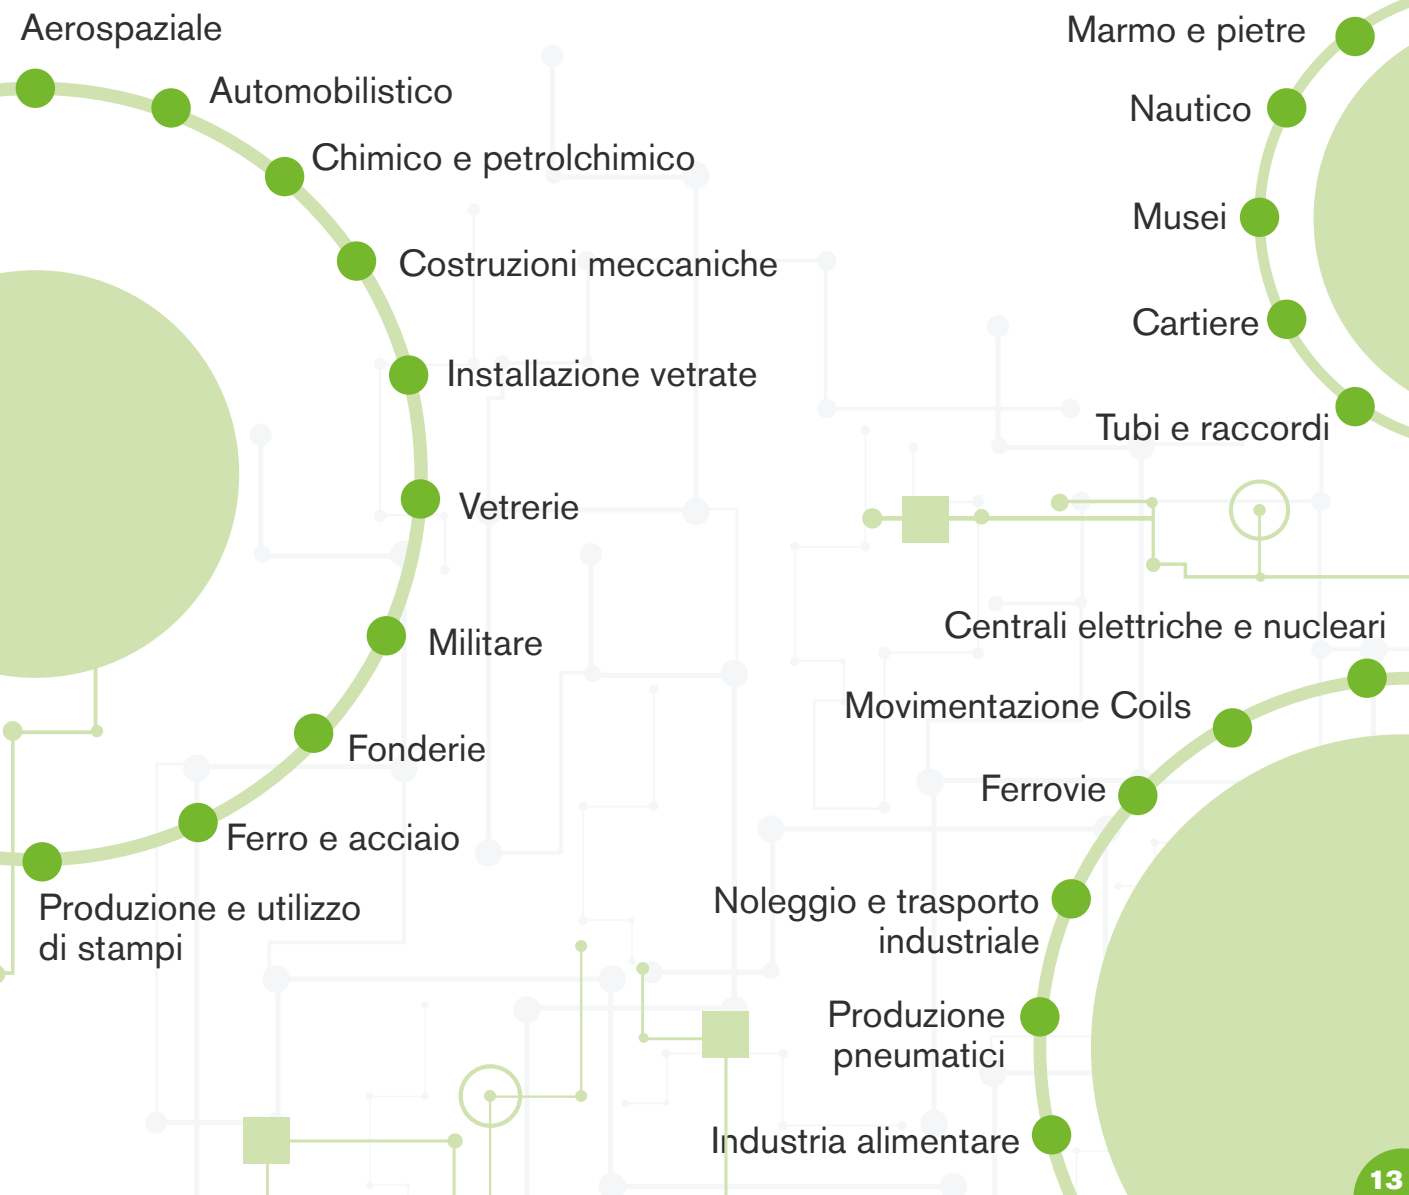 Aerospaziale
Automobilistico
Chimico e petrolchimico
Costruzioni meccaniche
Installazione vetrate
Vetrerie
Militare
Fonderie
Ferro e acciaio
Produzione e utilizzo
di stampi
Marmo e pietre
Nautico
Musei
Cartiere
Tubi e raccordi
Centrali elettriche e nucleari
Movimentazione Coils
Ferrovie
Noleggio e trasporto
industriale
Produzione
pneumatici
Industria alimentare
13